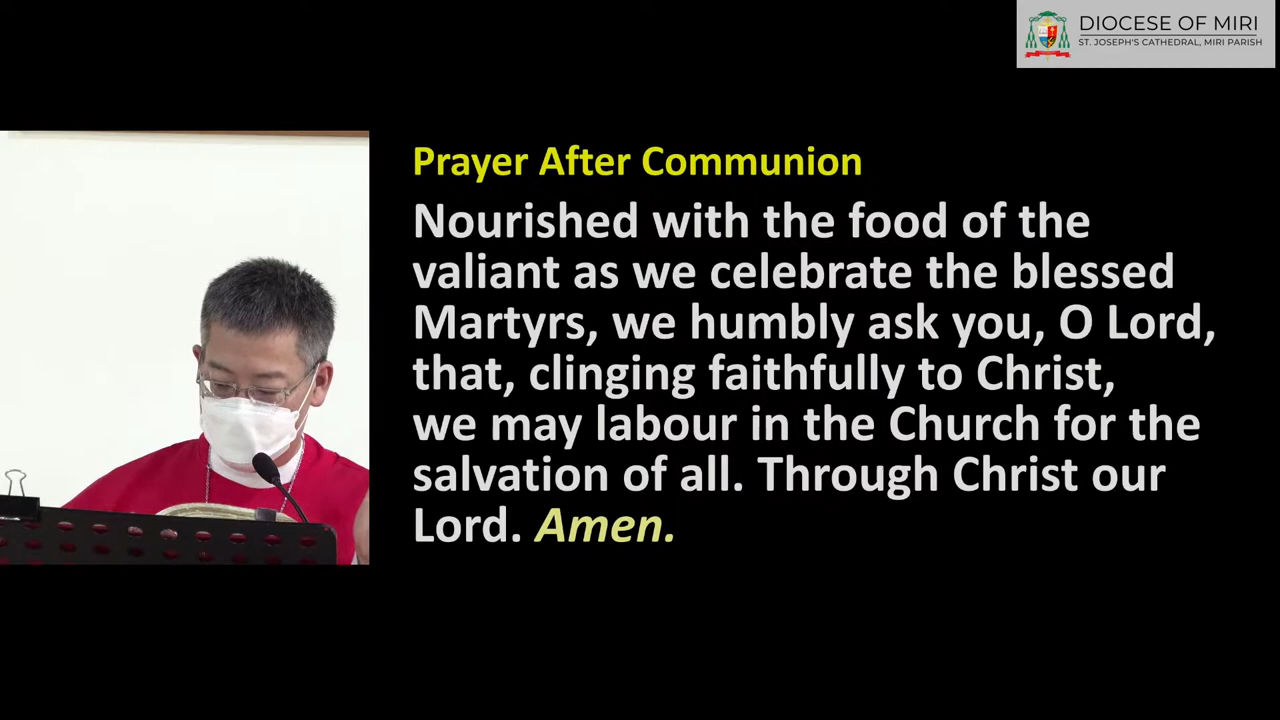 DIOCESE OF MIRI
ST. JOSEPH'S CATHEDRAL, MIRI PARISH
Prayer After Communion
Nourished with the food of the
valiant as we celebrate the blessed
Martyrs, we humbly ask you, O Lord,
that, clinging faithfully to Christ,
we may labour in the Church for the
salvation of all. Through Christ our
Lord. Amen.